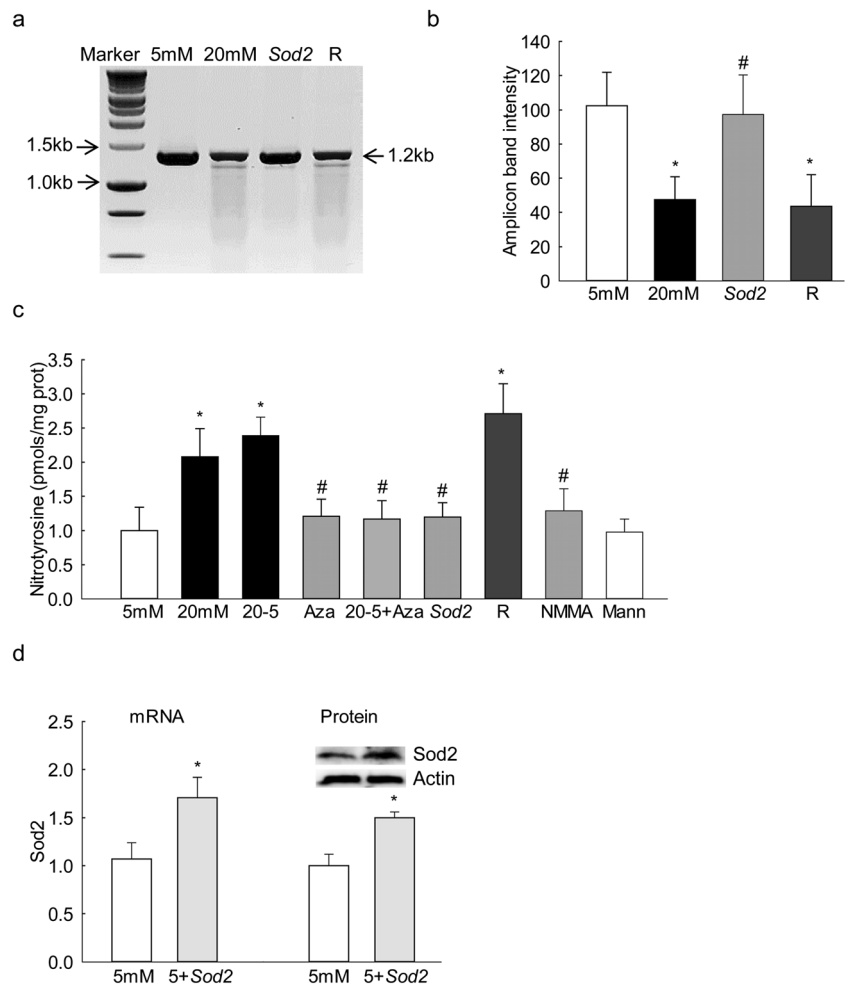 a
Marker 5mM 20mM Sod2 R
1.5kb
1.2kb
1.0kb
b
Amplicon band intensity
140
120
100
80
60
40
20
0
#
*
*
5mM 20mM Sod2 R
c
Nitrotyrosine (pmols/mg prot)
3.5
3.0
2.5
2.0
1.5
1.0
0.5
0.0
*
*
#
#
#
*
#
5mM 20mM 20-5 Aza 20-5+Aza Sod2 R NMMA Mann
d
Sod2
2.5
2.0
1.5
1.0
0.5
0.0
mRNA
Protein
Sod2
Actin
*
*
5mM 5+Sod2 5mM 5+Sod2